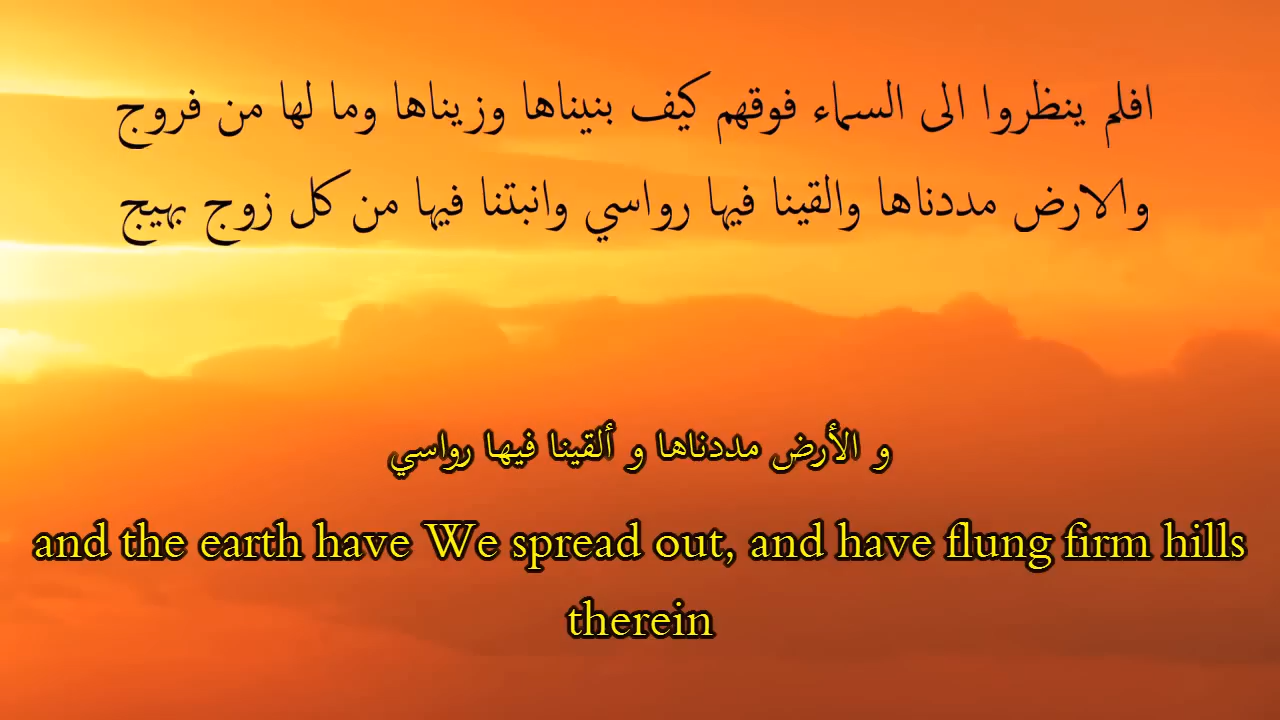 افلم ينظروا الى السماء فوقهم كيف بنيناها وزيناها وما لها من فروج
والارض مددناها والقينا فيها رواسي وانبتنا فيها من كل زوج بهيج
و الأرض مددناها و ألقينا فيها رواسي
and the earth have We spread out, and have flung firm hills
therein